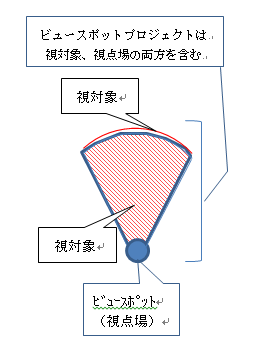 ビュースポットプロジェクトは
視対象、視点場の両方を含む
視対象
視対象
ﾋﾞｭｰｽﾎﾟｯﾄ
（視点場）